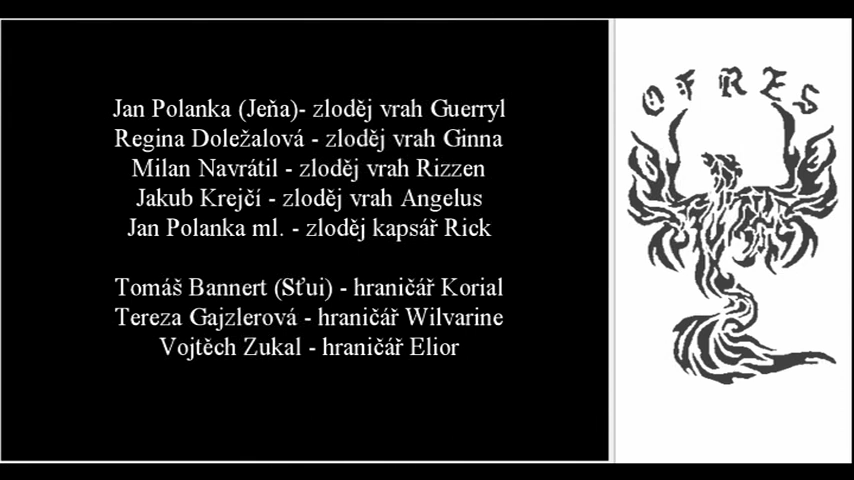 Jan Polanka (Jeňa)- zloděj vrah Guerryl
Regina Doležalová - zloděj vrah Ginna
Milan Navrátil - zloděj vrah Rizzen
Jakub Krejčí - zloděj vrah Angelus
Jan Polanka ml. - zloděj kapsář Rick
Tomáš Bannert (Sťui) - hraničář Korial
Tereza Gajzlerová - hraničář Wilvarine
Vojtěch Zukal - hraničář Elior
OFRES